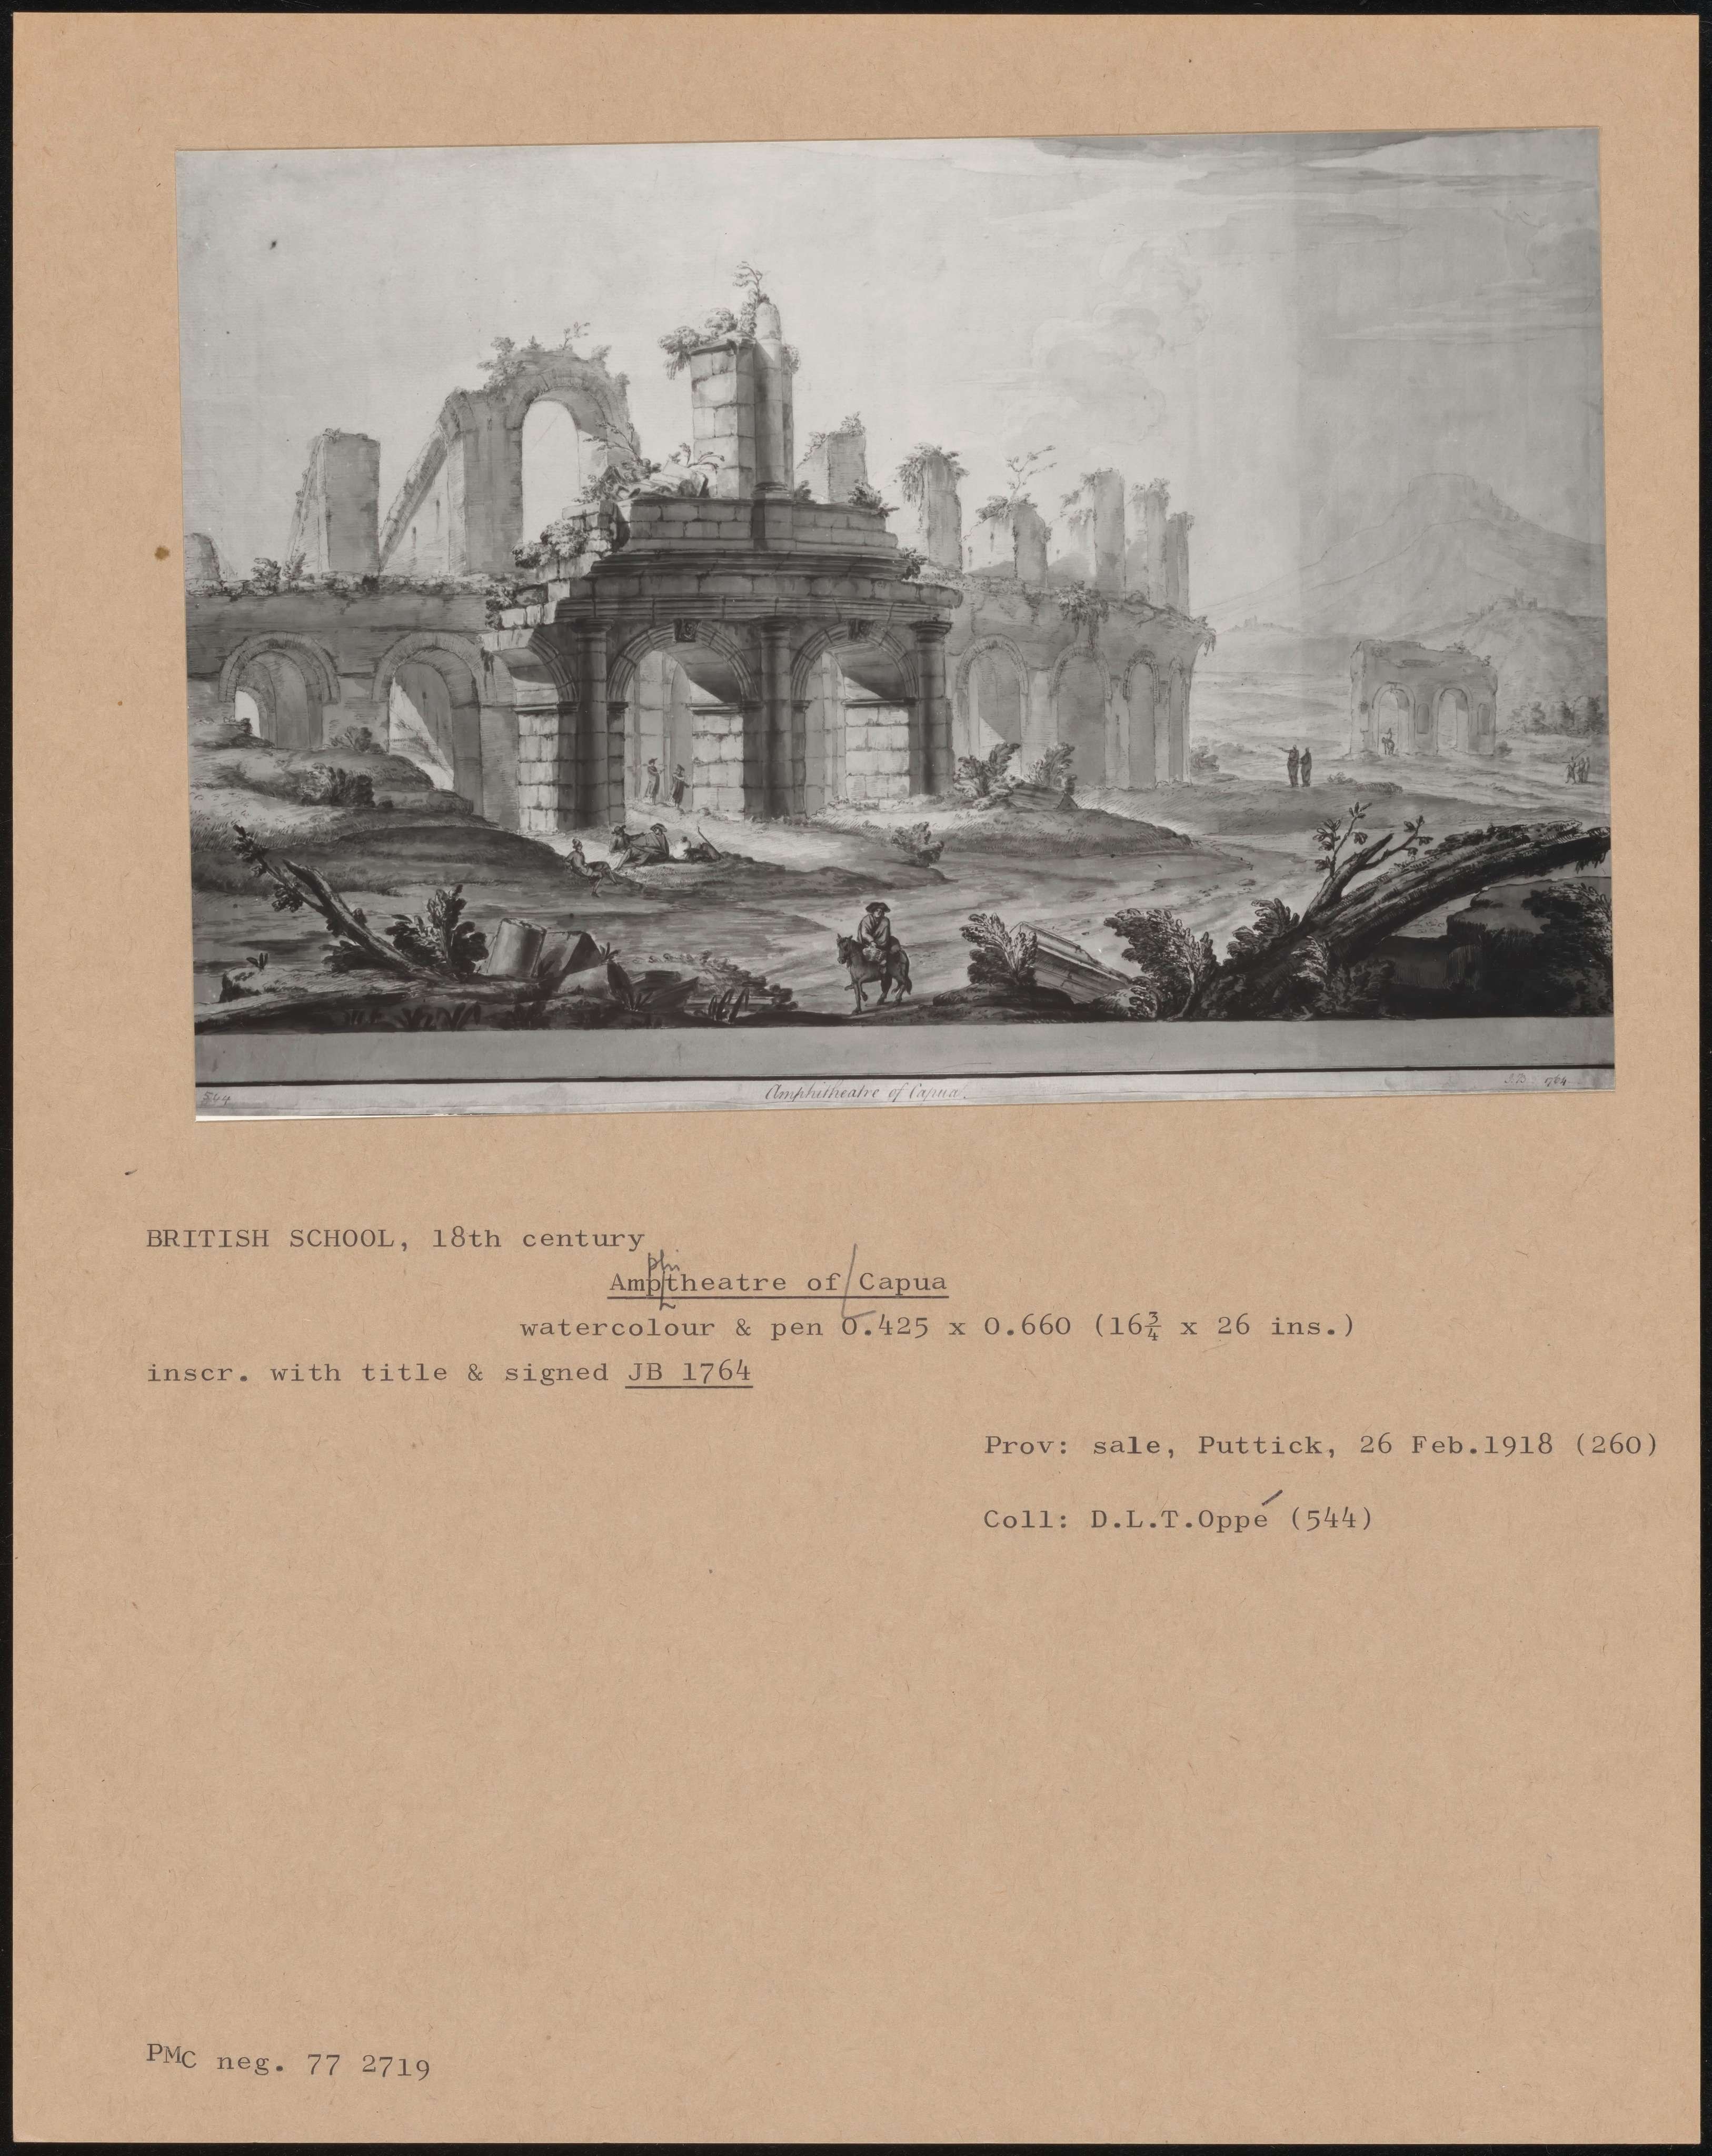 544
Amphitheatre of Capua.
J.B. 1764
BRITISH SCHOOL, 18th century
phi
Amptheatre of Capua
watercolour & pen 0.425 x 0.660 (16¾ x 26 ins.)
inscr. with title & signed JB 1764
Prov: sale, Puttick, 26 Feb.1918 (260)
Coll: D.L.T.Oppé (544)
PMC neg. 77 2719